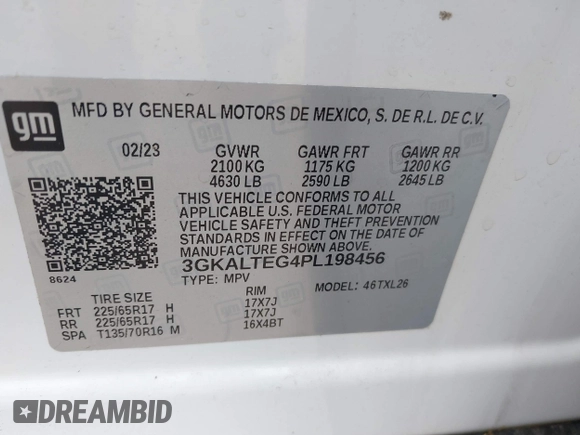 gm
MFD BY GENERAL MOTORS DE MEXICO, S. DE R.L. DE C.V.
02/23 GVWR GAWR FRT GAWR RR
2100 KG 1175 KG 1200 KG
4630 LB 2590 LB 2645 LB
THIS VEHICLE CONFORMS TO ALL
APPLICABLE U.S. FEDERAL MOTOR
VEHICLE SAFETY AND THEFT PREVENTION
STANDARDS IN EFFECT ON THE DATE OF
MANUFACTURE SHOWN ABOVE.
8624 3GKALTEG4PL198456
TYPE: MPV MODEL: 46TXL26
TIRE SIZE RIM
FRT 225/65R17 H 17X7J
RR 225/65R17 H 17X7J
SPA T135/70R16 M 16X4BT
DREAMBID